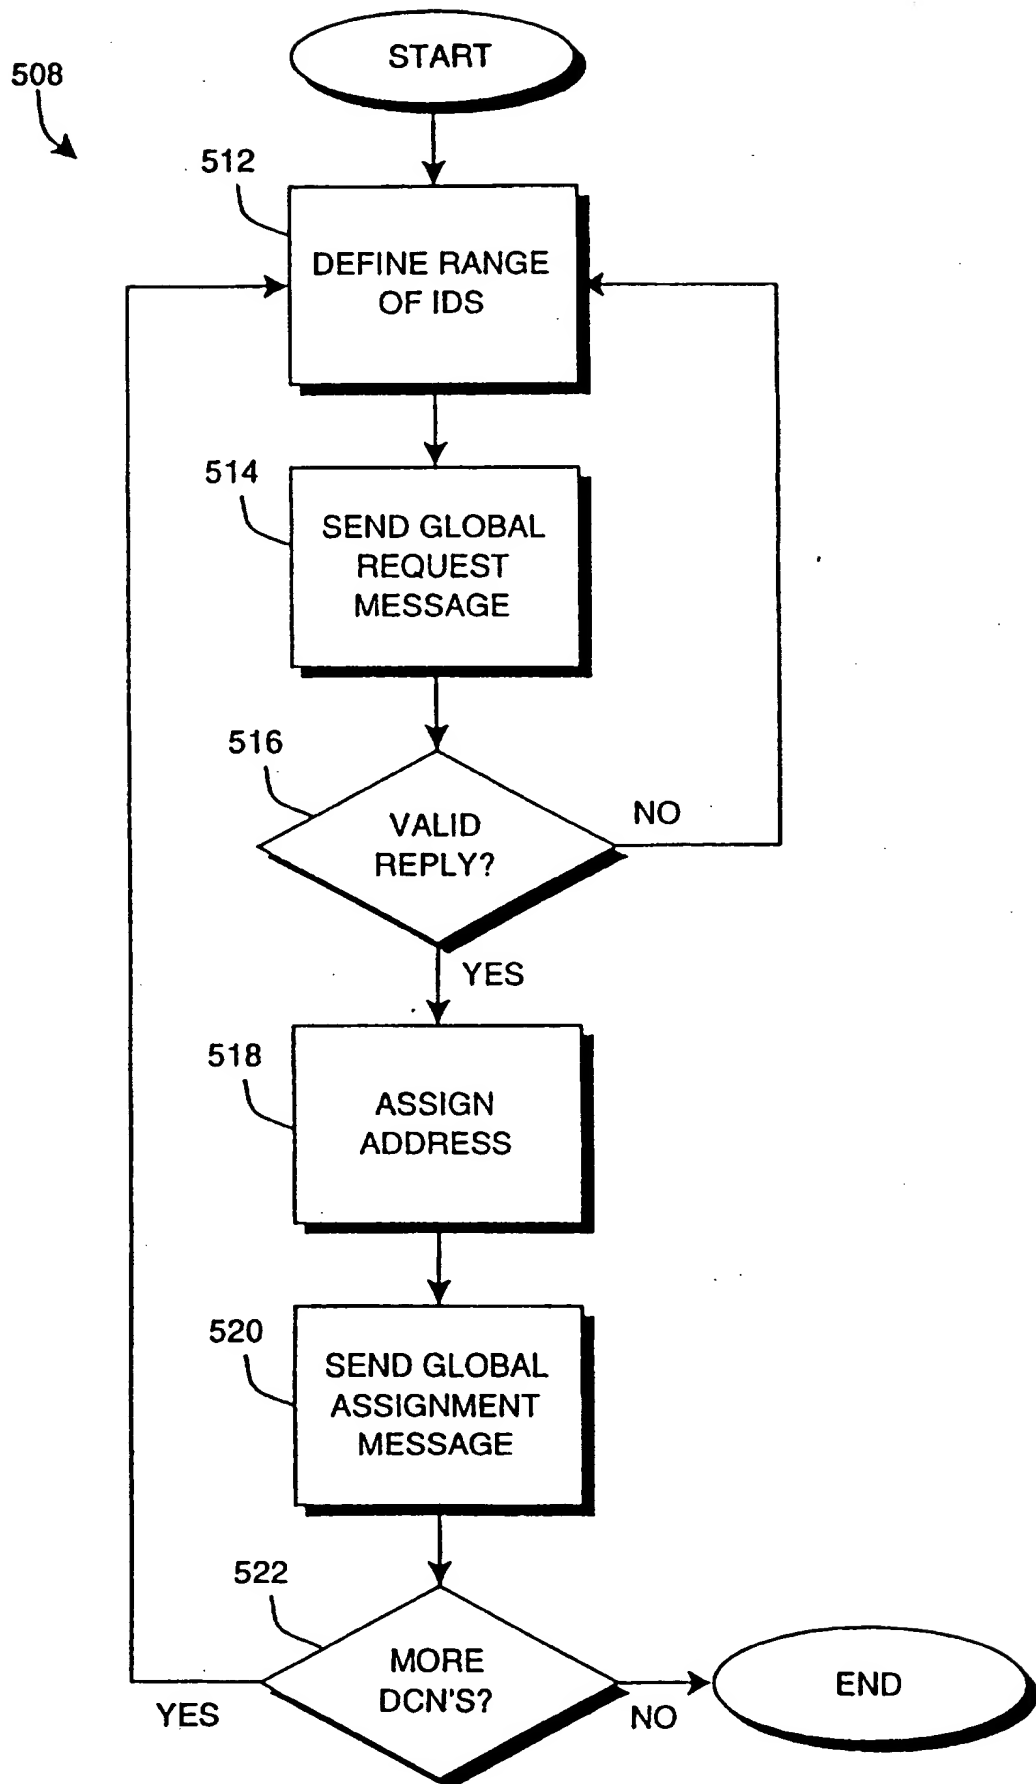 START
508
512
DEFINE RANGE
OF IDS
514
SEND GLOBAL
REQUEST
MESSAGE
516
VALID
REPLY?
NO
YES
518
ASSIGN
ADDRESS
520
SEND GLOBAL
ASSIGNMENT
MESSAGE
522
MORE
DCN'S?
YES
NO
END